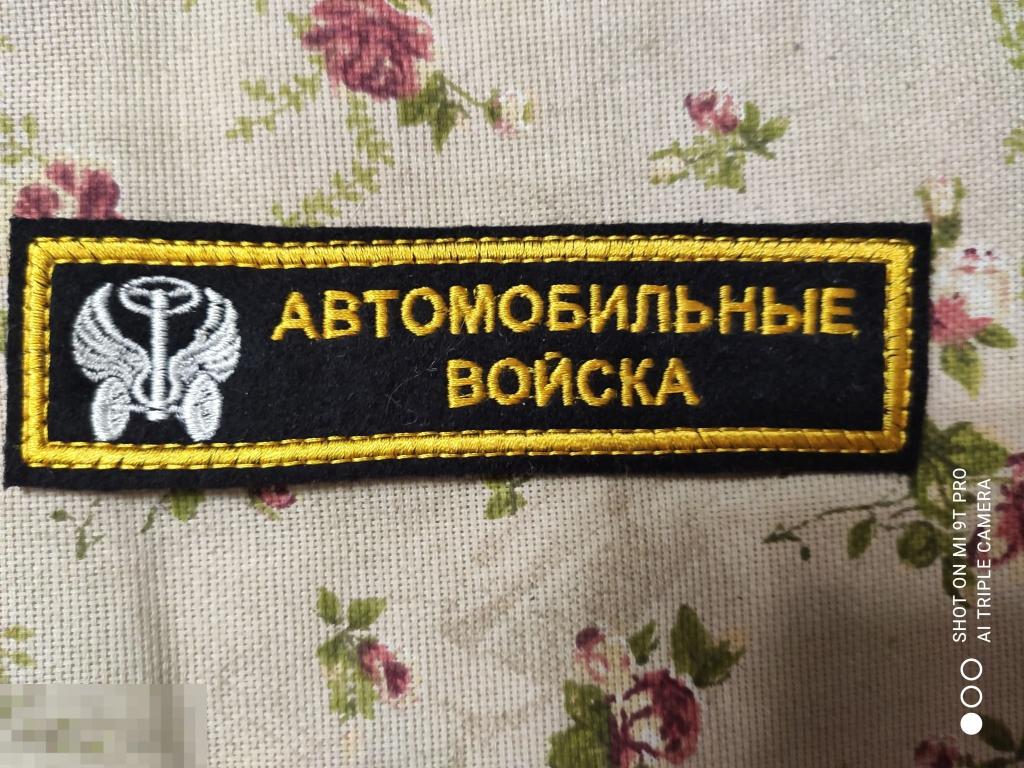 АВТОМОБИЛЬНЫЕ
ВОЙСКА
SHOT ON MI 9T PRO
AI TRIPLE CAMERA